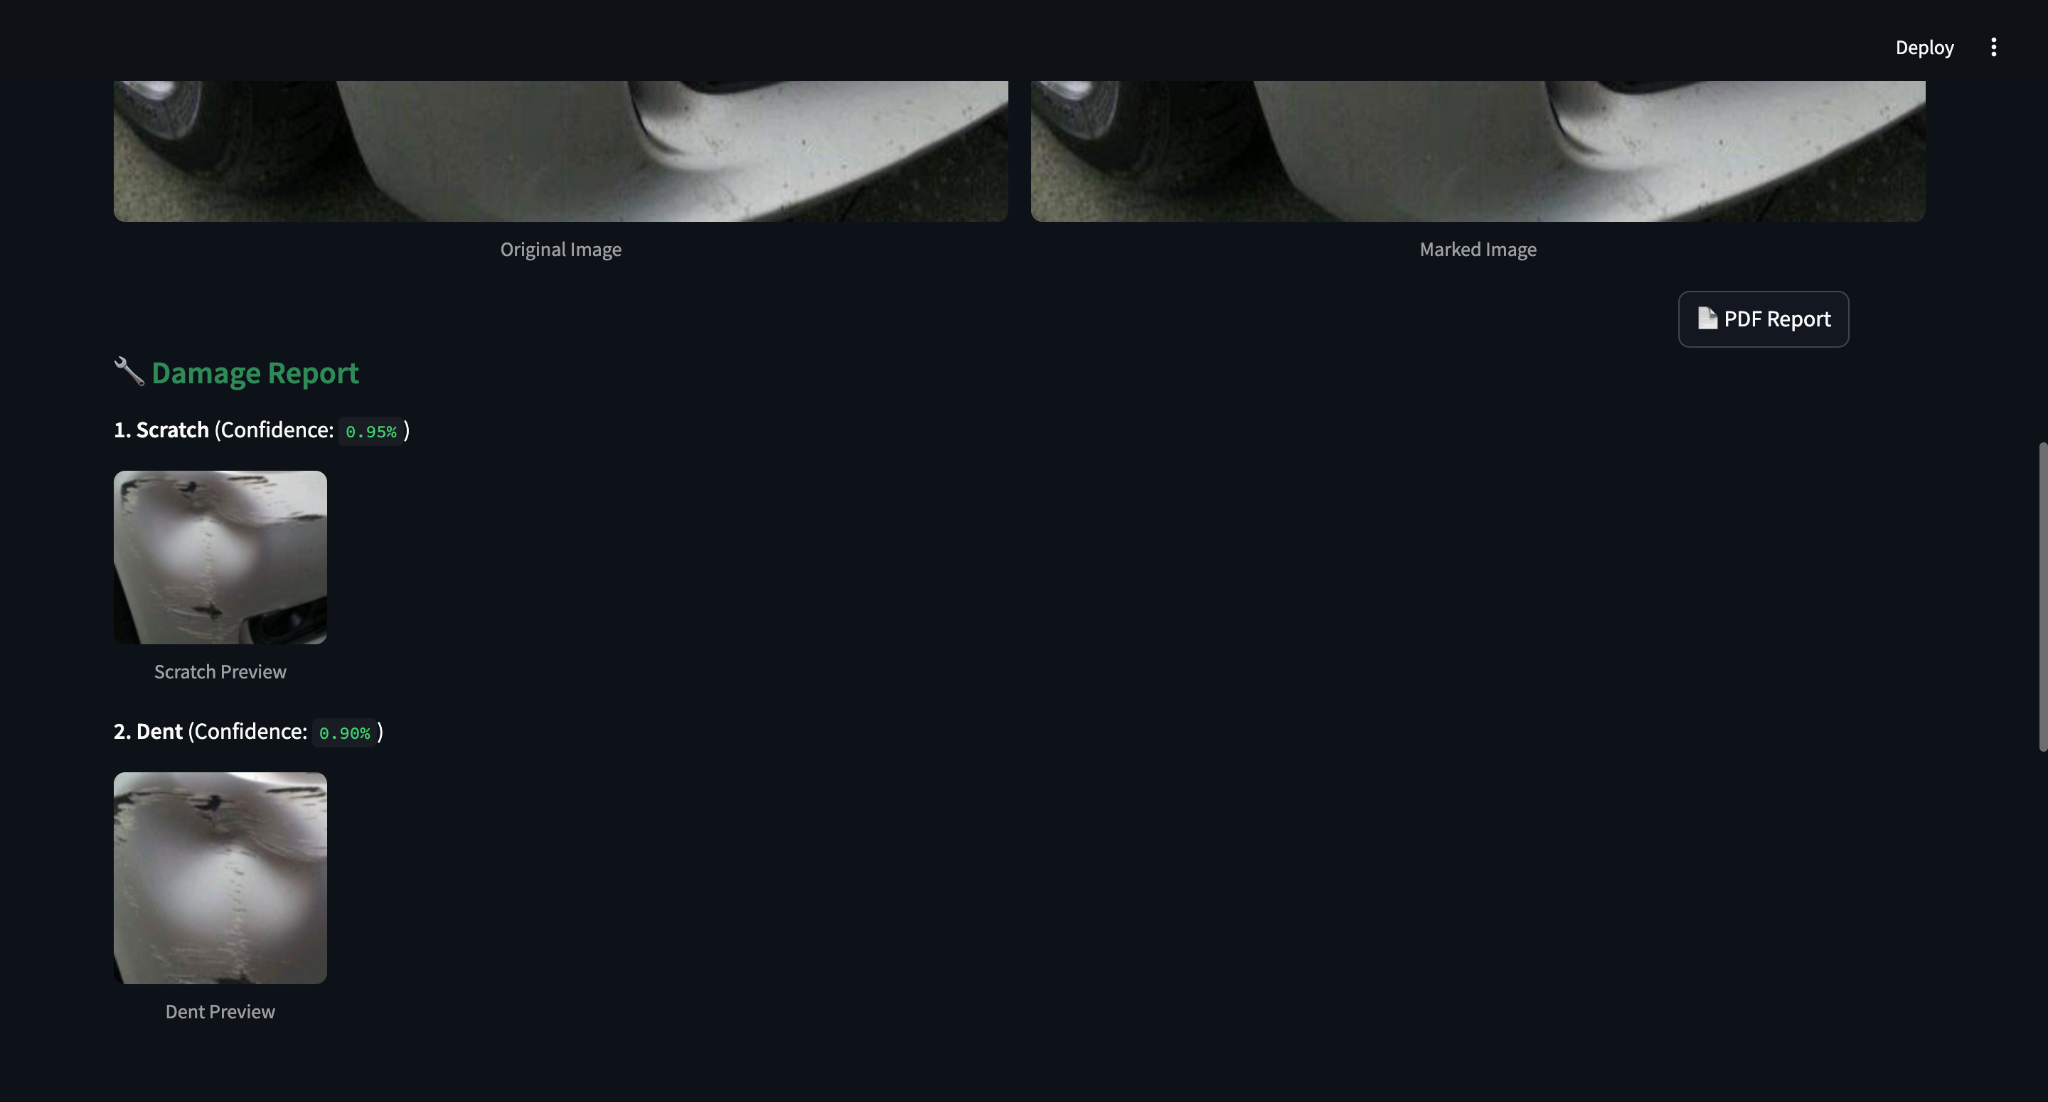 Deploy
Original Image
Marked Image
PDF Report
Damage Report
1. Scratch (Confidence: 0.95%)
Scratch Preview
2. Dent (Confidence: 0.90%)
Dent Preview